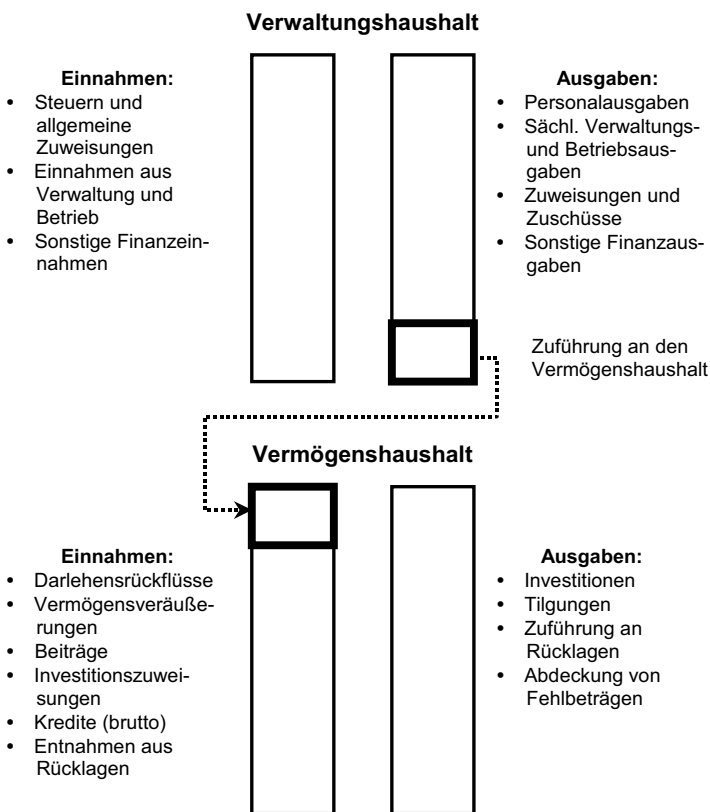 Verwaltungshaushalt
Einnahmen:
• Steuern und
allgemeine
Zuweisungen
• Einnahmen aus
Verwaltung und
Betrieb
• Sonstige Finanzein-
nahmen
Ausgaben:
• Personalausgaben
• Sächl. Verwaltungs-
und Betriebsaus-
gaben
• Zuweisungen und
Zuschüsse
• Sonstige Finanzaus-
gaben
Zuführung an den
Vermögenshaushalt
Vermögenshaushalt
Einnahmen:
• Darlehensrückflüsse
• Vermögensveräuße-
rungen
• Beiträge
• Investitionszuwei-
sungen
• Kredite (brutto)
• Entnahmen aus
Rücklagen
Ausgaben:
• Investitionen
• Tilgungen
• Zuführung an
Rücklagen
• Abdeckung von
Fehlbeträgen